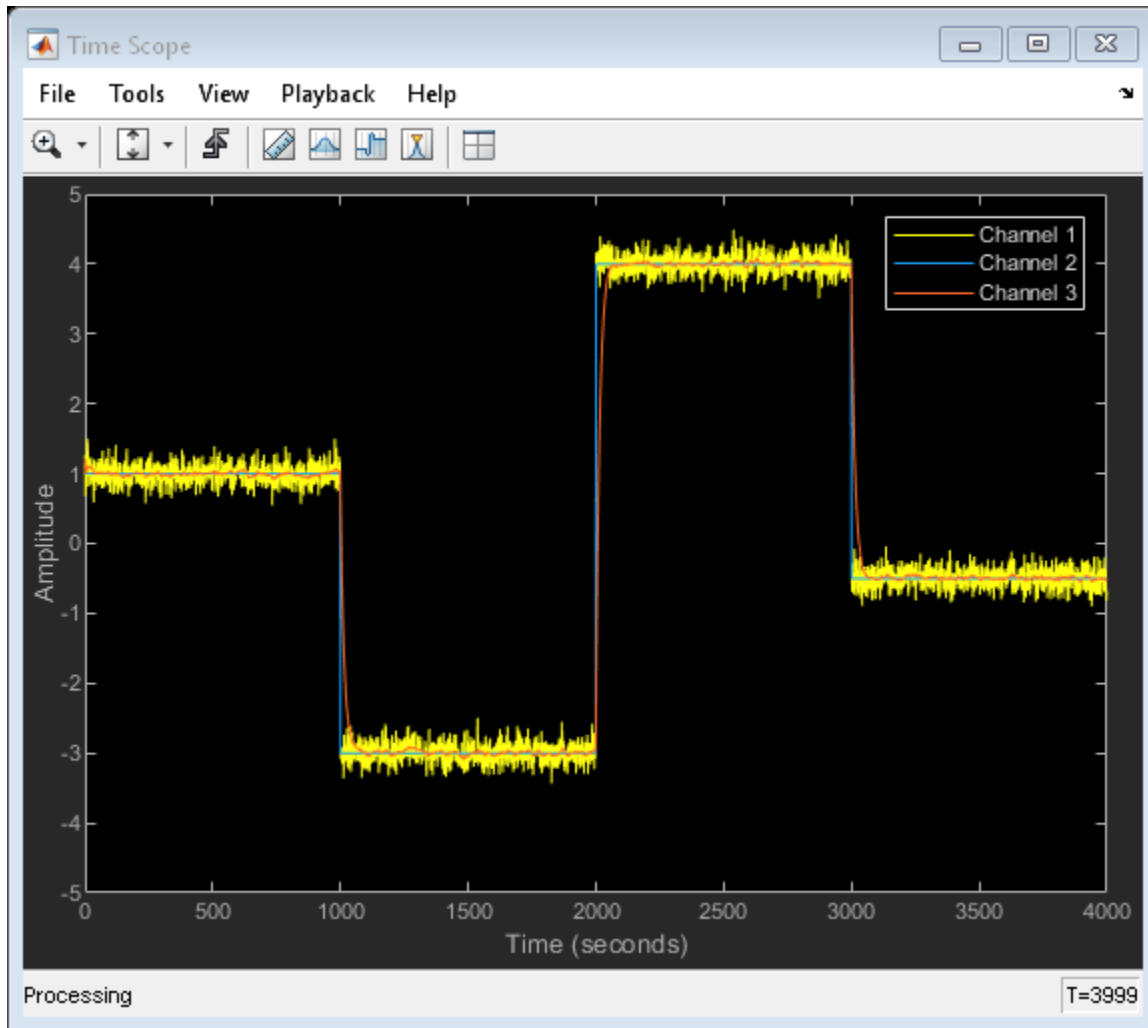 Time Scope
File Tools View Playback Help
5
4
3
2
1
0
-1
-2
-3
-4
-5
Amplitude
Channel 1
Channel 2
Channel 3
0 500 1000 1500 2000 2500 3000 3500 4000
Time (seconds)
Processing T=3999